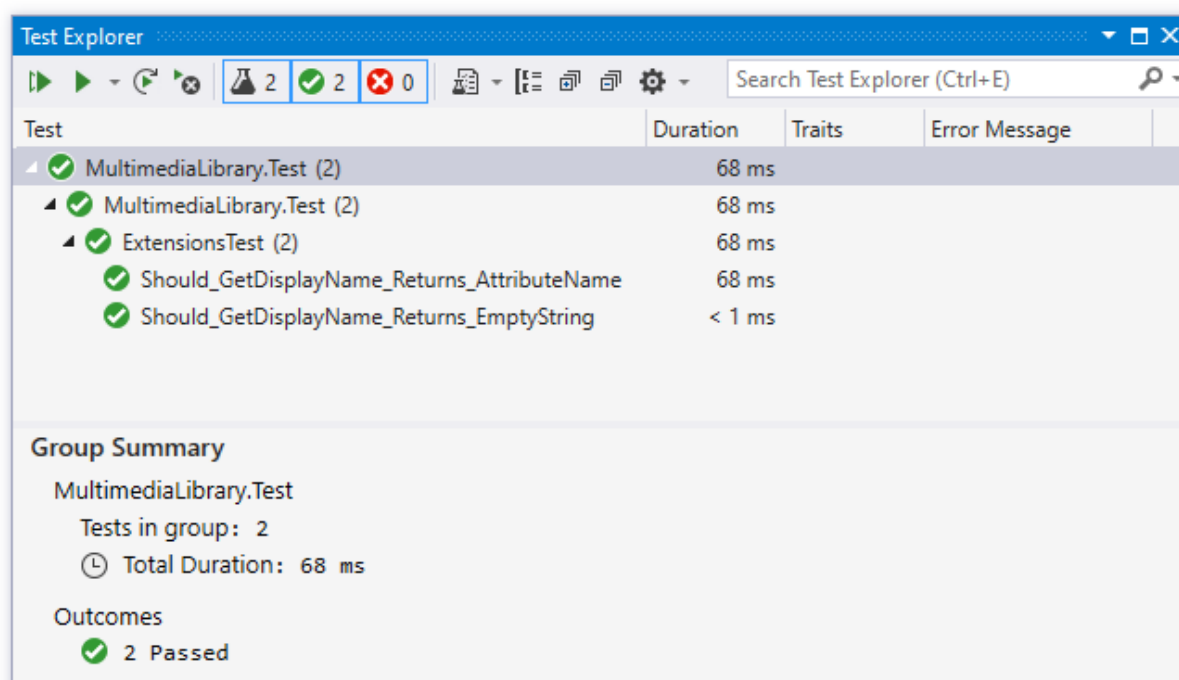 Test Explorer
2 2 0 Search Test Explorer (Ctrl+E)
Test Duration Traits Error Message
MultimediaLibrary.Test (2) 68 ms
MultimediaLibrary.Test (2) 68 ms
ExtensionsTest (2) 68 ms
Should_GetDisplayName_Returns_AttributeName 68 ms
Should_GetDisplayName_Returns_EmptyString < 1 ms
Group Summary
MultimediaLibrary.Test
Tests in group: 2
Total Duration: 68 ms
Outcomes
2 Passed